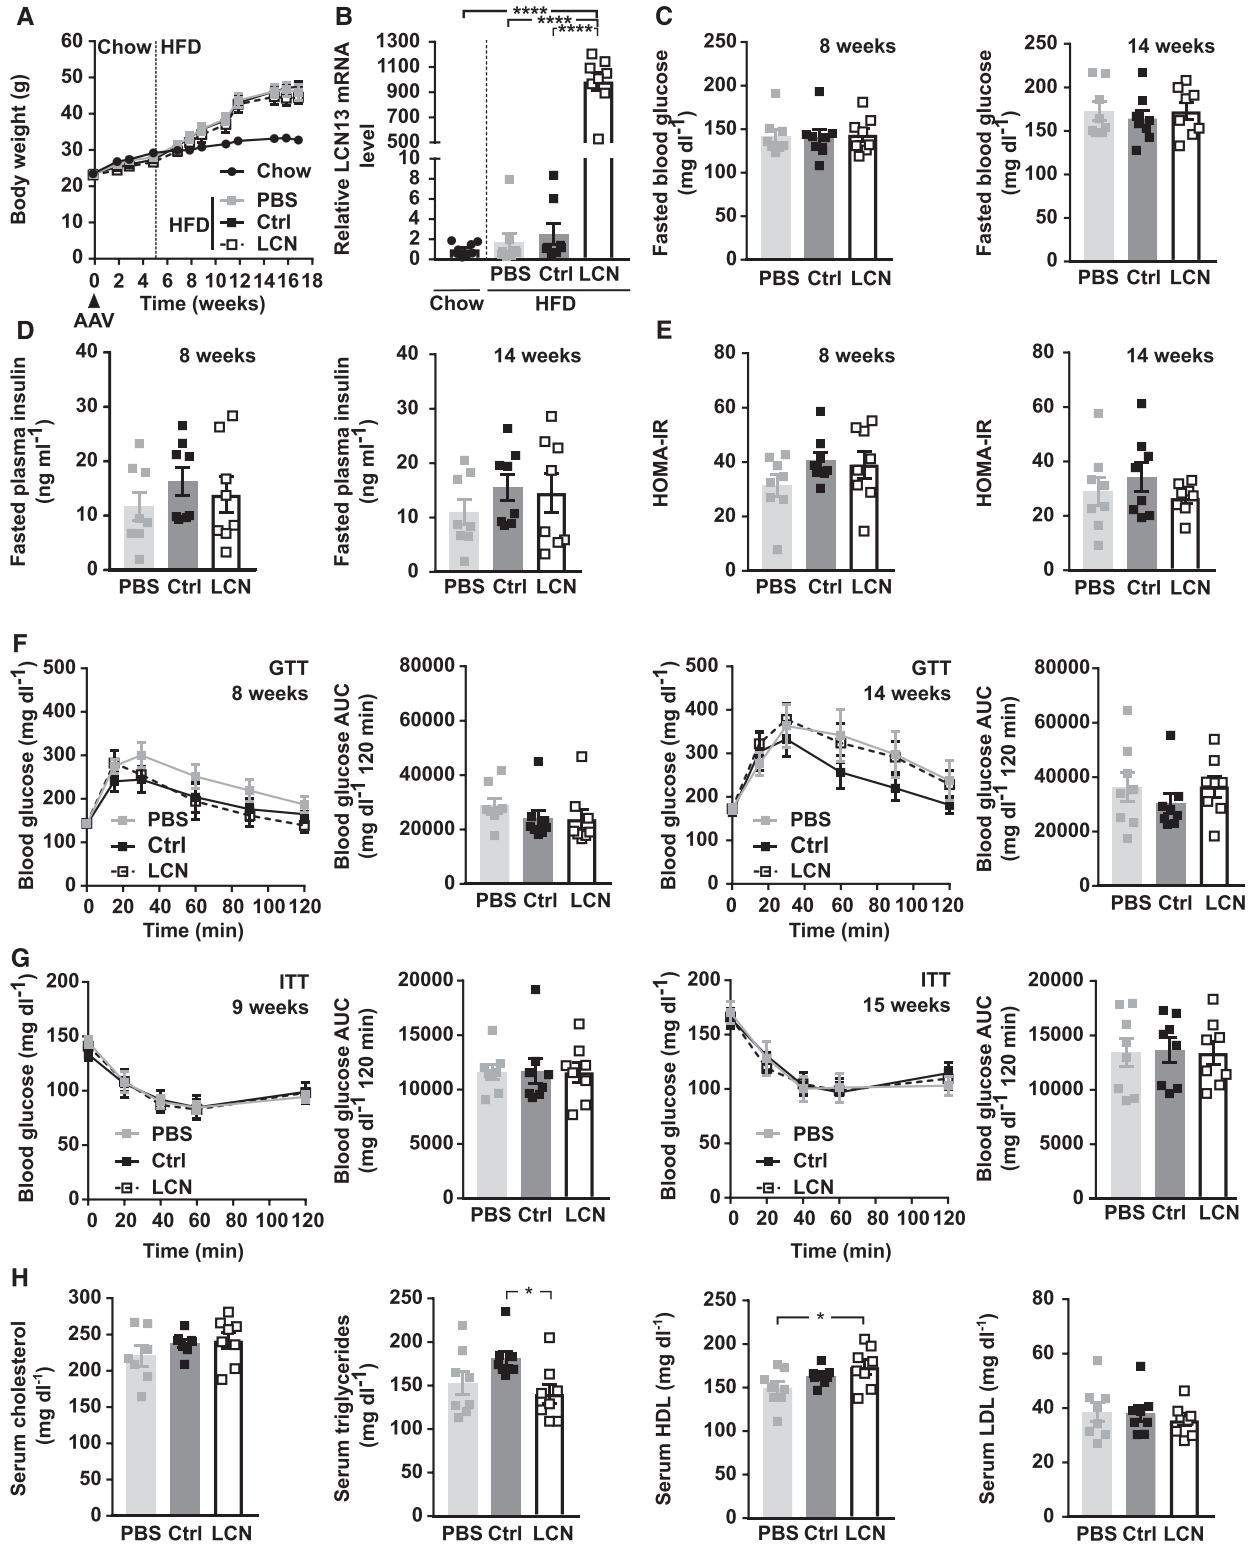 A
Body weight (g)
60
50
40
30
20
10
0
Chow HFD
Chow
HFD
PBS
Ctrl
LCN
0 2 4 6 8 10 12 14 16 18
Time (weeks)
AAV
B
Relative LCN13 mRNA
level
1300
1100
900
700
500
10
8
6
4
2
0
****
****
****
PBS Ctrl LCN
Chow HFD
C
Fasted blood glucose
(mg dl-1)
250
200
150
100
50
0
8 weeks
PBS Ctrl LCN
Fasted blood glucose
(mg dl-1)
250
200
150
100
50
0
14 weeks
PBS Ctrl LCN
D
Fasted plasma insulin
(ng ml-1)
40
30
20
10
0
8 weeks
PBS Ctrl LCN
Fasted plasma insulin
(ng ml-1)
40
30
20
10
0
14 weeks
PBS Ctrl LCN
E
HOMA-IR
80
60
40
20
0
8 weeks
PBS Ctrl LCN
HOMA-IR
80
60
40
20
0
14 weeks
PBS Ctrl LCN
F
Blood glucose (mg dl-1)
500
400
300
200
100
0
GTT
8 weeks
PBS
Ctrl
LCN
0 20 40 60 80 100 120
Time (min)
Blood glucose AUC
(mg dl-1 120 min)
80000
60000
40000
20000
0
PBS Ctrl LCN
Blood glucose (mg dl-1)
500
400
300
200
100
0
GTT
14 weeks
PBS
Ctrl
LCN
0 20 40 60 80 100 120
Time (min)
Blood glucose AUC
(mg dl-1 120 min)
80000
60000
40000
20000
0
PBS Ctrl LCN
G
Blood glucose (mg dl-1)
200
150
100
50
0
ITT
9 weeks
PBS
Ctrl
LCN
0 20 40 60 80 100 120
Time (min)
Blood glucose AUC
(mg dl-1 120 min)
20000
15000
10000
5000
0
PBS Ctrl LCN
Blood glucose (mg dl-1)
200
150
100
50
0
ITT
15 weeks
PBS
Ctrl
LCN
0 20 40 60 80 100 120
Time (min)
Blood glucose AUC
(mg dl-1 120 min)
20000
15000
10000
5000
0
PBS Ctrl LCN
H
Serum cholesterol
(mg dl-1)
300
250
200
150
100
50
0
PBS Ctrl LCN
Serum triglycerides
(mg dl-1)
250
200
150
100
50
0
*
PBS Ctrl LCN
Serum HDL (mg dl-1)
250
200
150
100
50
0
*
PBS Ctrl LCN
Serum LDL (mg dl-1)
80
60
40
20
0
PBS Ctrl LCN